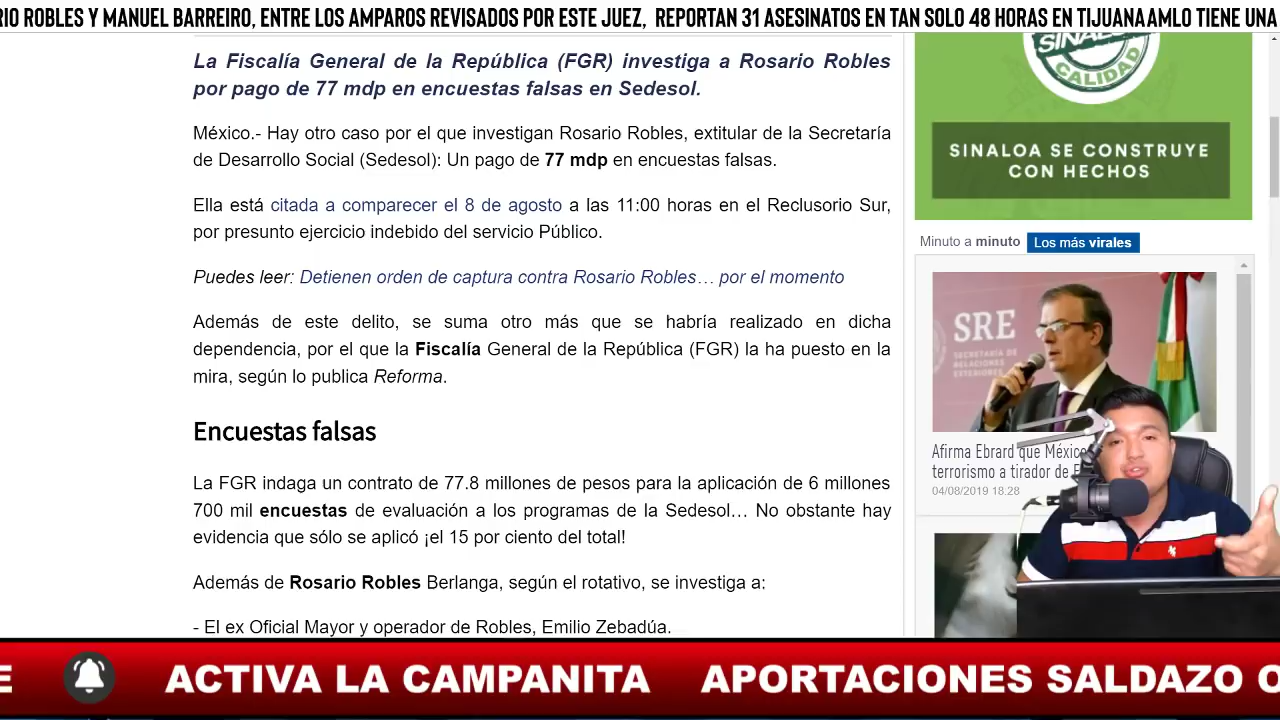 RIO ROBLES Y MANUEL BARREIRO, ENTRE LOS AMPAROS REVISADOS POR ESTE JUEZ, REPORTAN 31 ASESINATOS EN TAN SOLO 48 HORAS EN TIJUANA AMLO TIENE UNA
La Fiscalía General de la República (FGR) investiga a Rosario Robles
por pago de 77 mdp en encuestas falsas en Sedesol.
México.- Hay otro caso por el que investigan Rosario Robles, extitular de la Secretaría
de Desarrollo Social (Sedesol): Un pago de 77 mdp en encuestas falsas.
Ella está citada a comparecer el 8 de agosto a las 11:00 horas en el Reclusorio Sur,
por presunto ejercicio indebido del servicio Público.
Puedes leer: Detienen orden de captura contra Rosario Robles… por el momento
Además de este delito, se suma otro más que se habría realizado en dicha
dependencia, por el que la Fiscalía General de la República (FGR) la ha puesto en la
mira, según lo publica Reforma.
Encuestas falsas
La FGR indaga un contrato de 77.8 millones de pesos para la aplicación de 6 millones
700 mil encuestas de evaluación a los programas de la Sedesol… No obstante hay
evidencia que sólo se aplicó ¡el 15 por ciento del total!
Además de Rosario Robles Berlanga, según el rotativo, se investiga a:
- El ex Oficial Mayor y operador de Robles, Emilio Zebadúa.
SINALOA
CALIDAD
SINALOA SE CONSTRUYE
CON HECHOS
Minuto a minuto Los más virales
SRE
SECRETARÍA DE
RELACIONES
EXTERIORES
Afirma Ebrard que México
terrorismo a tirador de
04/08/2019 18:28
E ACTIVA LA CAMPANITA APORTACIONES SALDAZO O